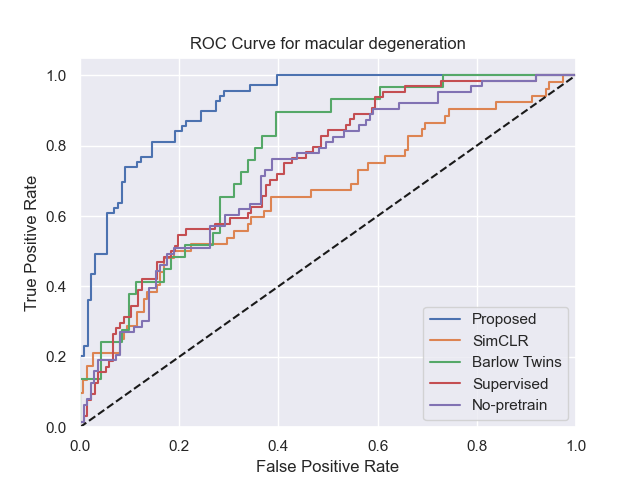 ROC Curve for macular degeneration
True Positive Rate
1.0
0.8
0.6
0.4
0.2
0.0
0.0 0.2 0.4 0.6 0.8 1.0
False Positive Rate
Proposed
SimCLR
Barlow Twins
Supervised
No-pretrain